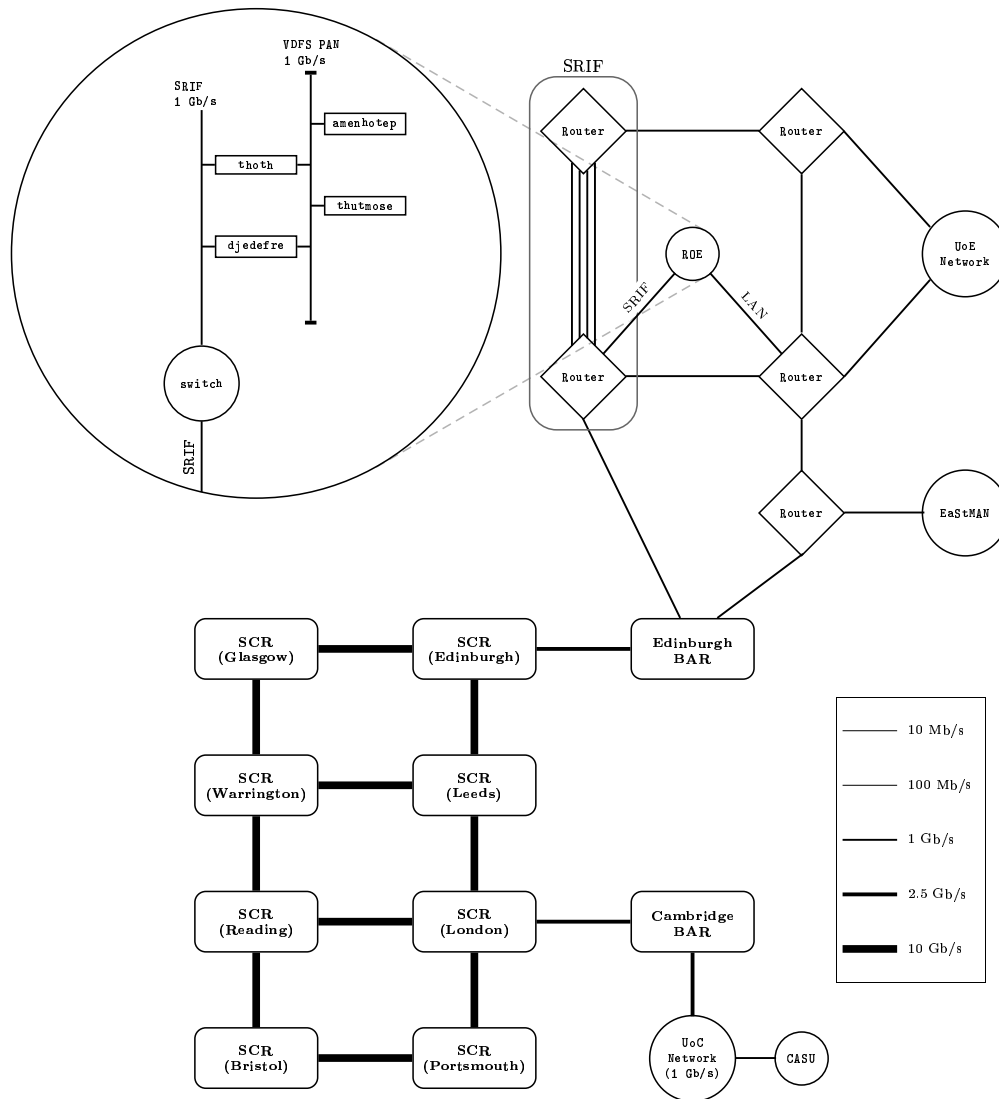 VDFS PAN
1 Gb/s
SRIF
1 Gb/s
amenhotep
thoth
thutmose
djedefre
switch
SRIF
SRIF
Router
Router
UoE
Network
ROE
SRIF
LAN
Router
Router
Router
EaStMAN
SCR
(Glasgow)
SCR
(Edinburgh)
Edinburgh
BAR
SCR
(Warrington)
SCR
(Leeds)
SCR
(Reading)
SCR
(London)
Cambridge
BAR
SCR
(Bristol)
SCR
(Portsmouth)
UoC
Network
(1 Gb/s)
CASU
10 Mb/s
100 Mb/s
1 Gb/s
2.5 Gb/s
10 Gb/s